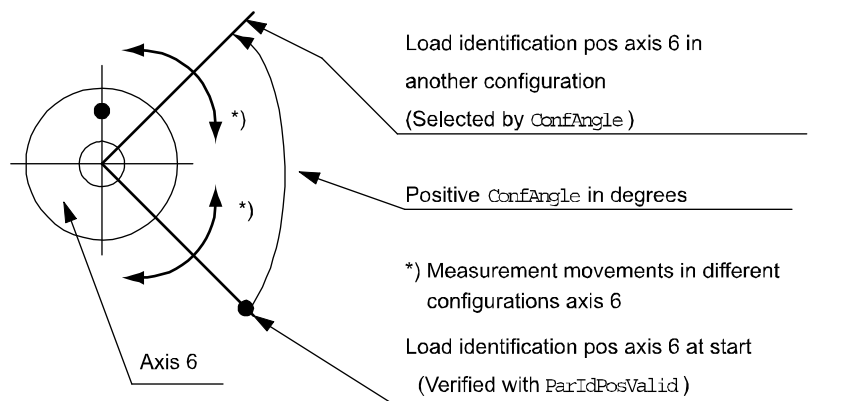 Load identification pos axis 6 in
another configuration
(Selected by ConfAngle)
*)
Positive ConfAngle in degrees
*)
*) Measurement movements in different
configurations axis 6
Load identification pos axis 6 at start
Axis 6
(Verified with ParIdPosValid)